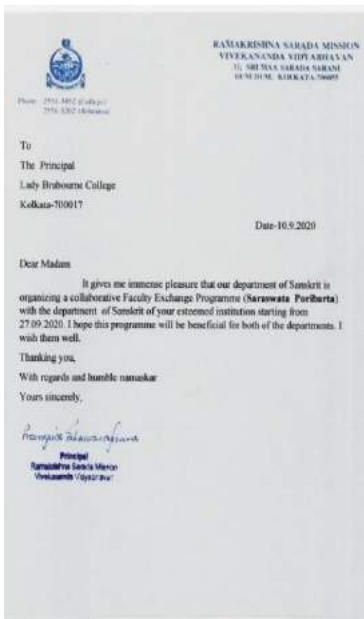 RAMAKRISHNA SARADA MISSION
VIVEKANANDA VIDYABHAVAN
33, SRI MAA SARADA SARANI
DUM DUM, KOLKATA-700055
Phone:
To
The Principal
Lady Brabourne College
Kolkata-700017
Date-10.9.2020
Dear Madam
It gives me immense pleasure that our department of Sanskrit is
organizing a collaborative Faculty Exchange Programme (Saraswata Poribarta)
with the department of Sanskrit of your esteemed institution starting from
27.09.2020. I hope this programme will be beneficial for both of the departments. I
wish them well.
Thanking you,
With regards and humble namaskar
Yours sincerely,
Principal
Ramakrishna Sarada Mission
Vivekananda Vidyabhavan